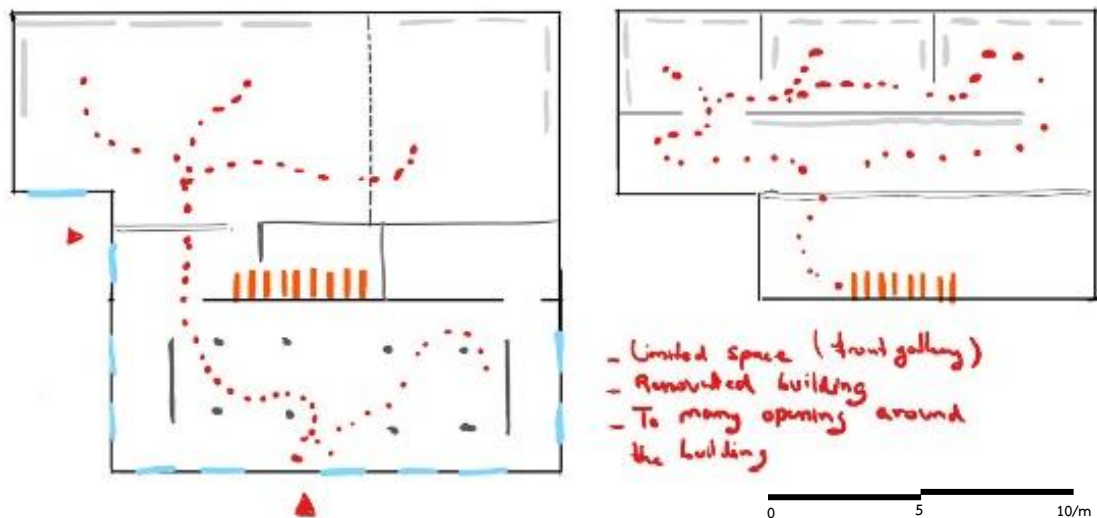 - Limited space (front gallery)
- Renovated building
- To many opening around
the building
0 5 10/m